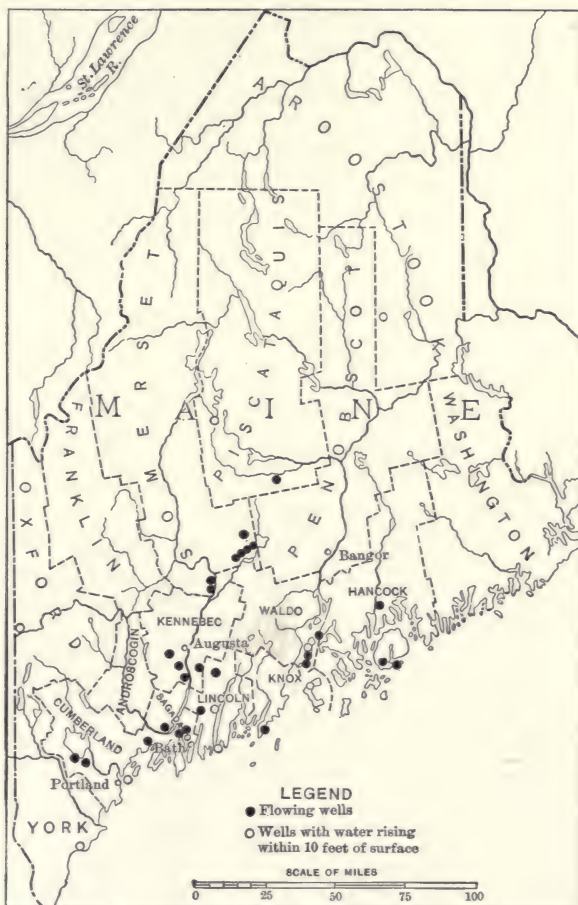 St. Lawrence
R.
AROOSTOOK
PISCATAQUIS
PENOBSCOT
SOMERSET
MAINE
FRANKLIN
OXFORD
WASHINGTON
Bangor
HANCOCK
WALDO
KENNEBEC
Augusta
ANDROSCOGIN
KNOX
LINCOLN
SAGADAHOC
CUMBERLAND
Bath
Portland
YORK
LEGEND
Flowing wells
Wells with water rising
within 10 feet of surface
SCALE OF MILES
0 25 50 75 100